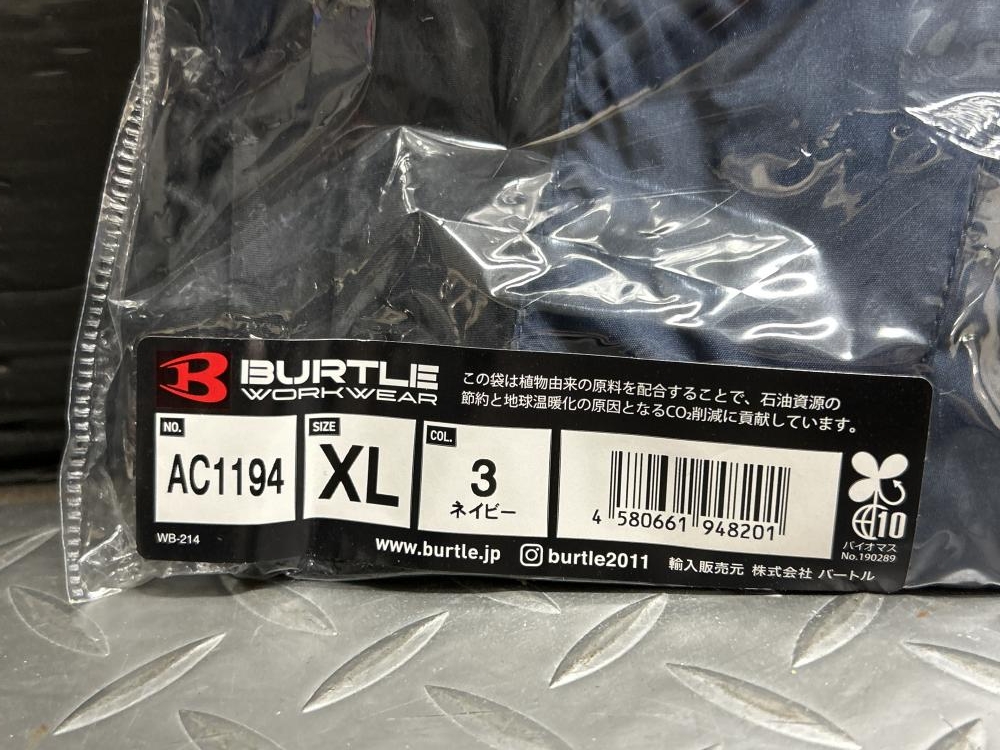 BURTLE
WORKWEAR
この袋は植物由来の原料を配合することで、石油資源の
節約と地球温暖化の原因となるCO₂削減に貢献しています。
NO.
AC1194
SIZE
XL
COL.
3
ネイビー
4 580661 948201
10
バイオマス
No.190289
WB-214
www.burtle.jp
burtle2011
輸入販売元 株式会社 バートル